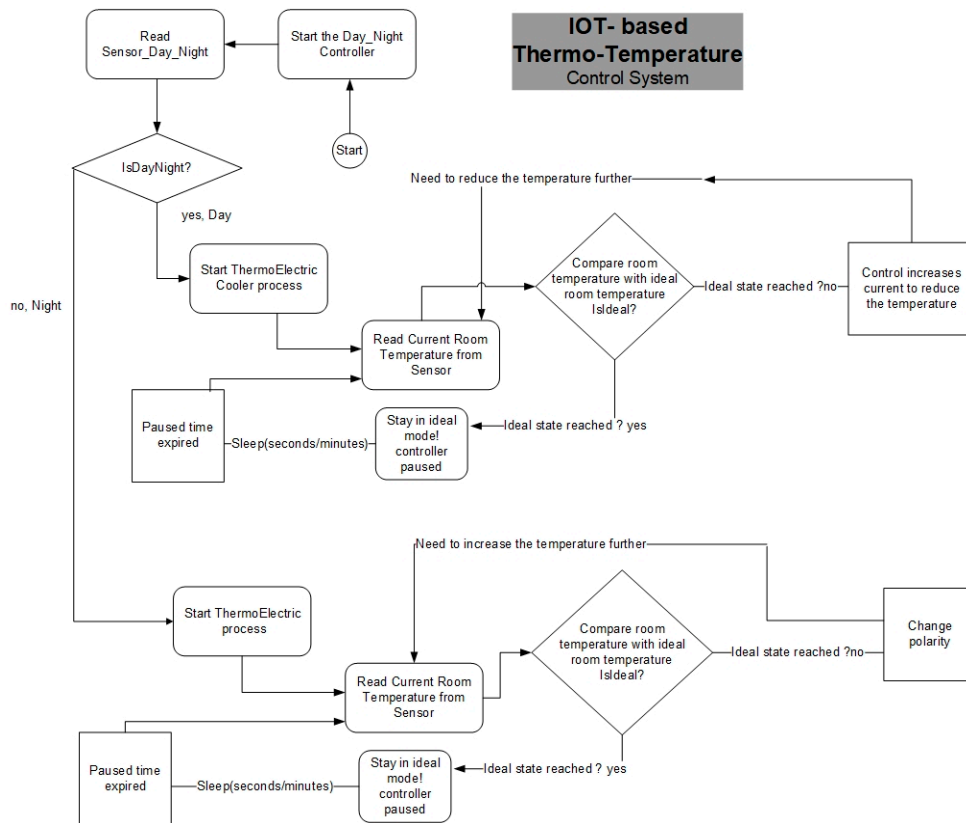 IOT- based
Thermo-Temperature
Control System
Read
Sensor_Day_Night
Start the Day_Night
Controller
Start
IsDayNight?
yes, Day
no, Night
Need to reduce the temperature further
Start ThermoElectric
Cooler process
Compare room
temperature with ideal
room temperature
IsIdeal?
Ideal state reached ?no
Control increases
current to reduce
the temperature
Read Current Room
Temperature from
Sensor
Paused time
expired
Sleep(seconds/minutes)
Stay in ideal
mode!
controller
paused
Ideal state reached ? yes
Need to increase the temperature further
Start ThermoElectric
process
Compare room
temperature with ideal
room temperature
IsIdeal?
Ideal state reached ?no
Change
polarity
Read Current Room
Temperature from
Sensor
Paused time
expired
Sleep(seconds/minutes)
Stay in ideal
mode!
controller
paused
Ideal state reached ? yes